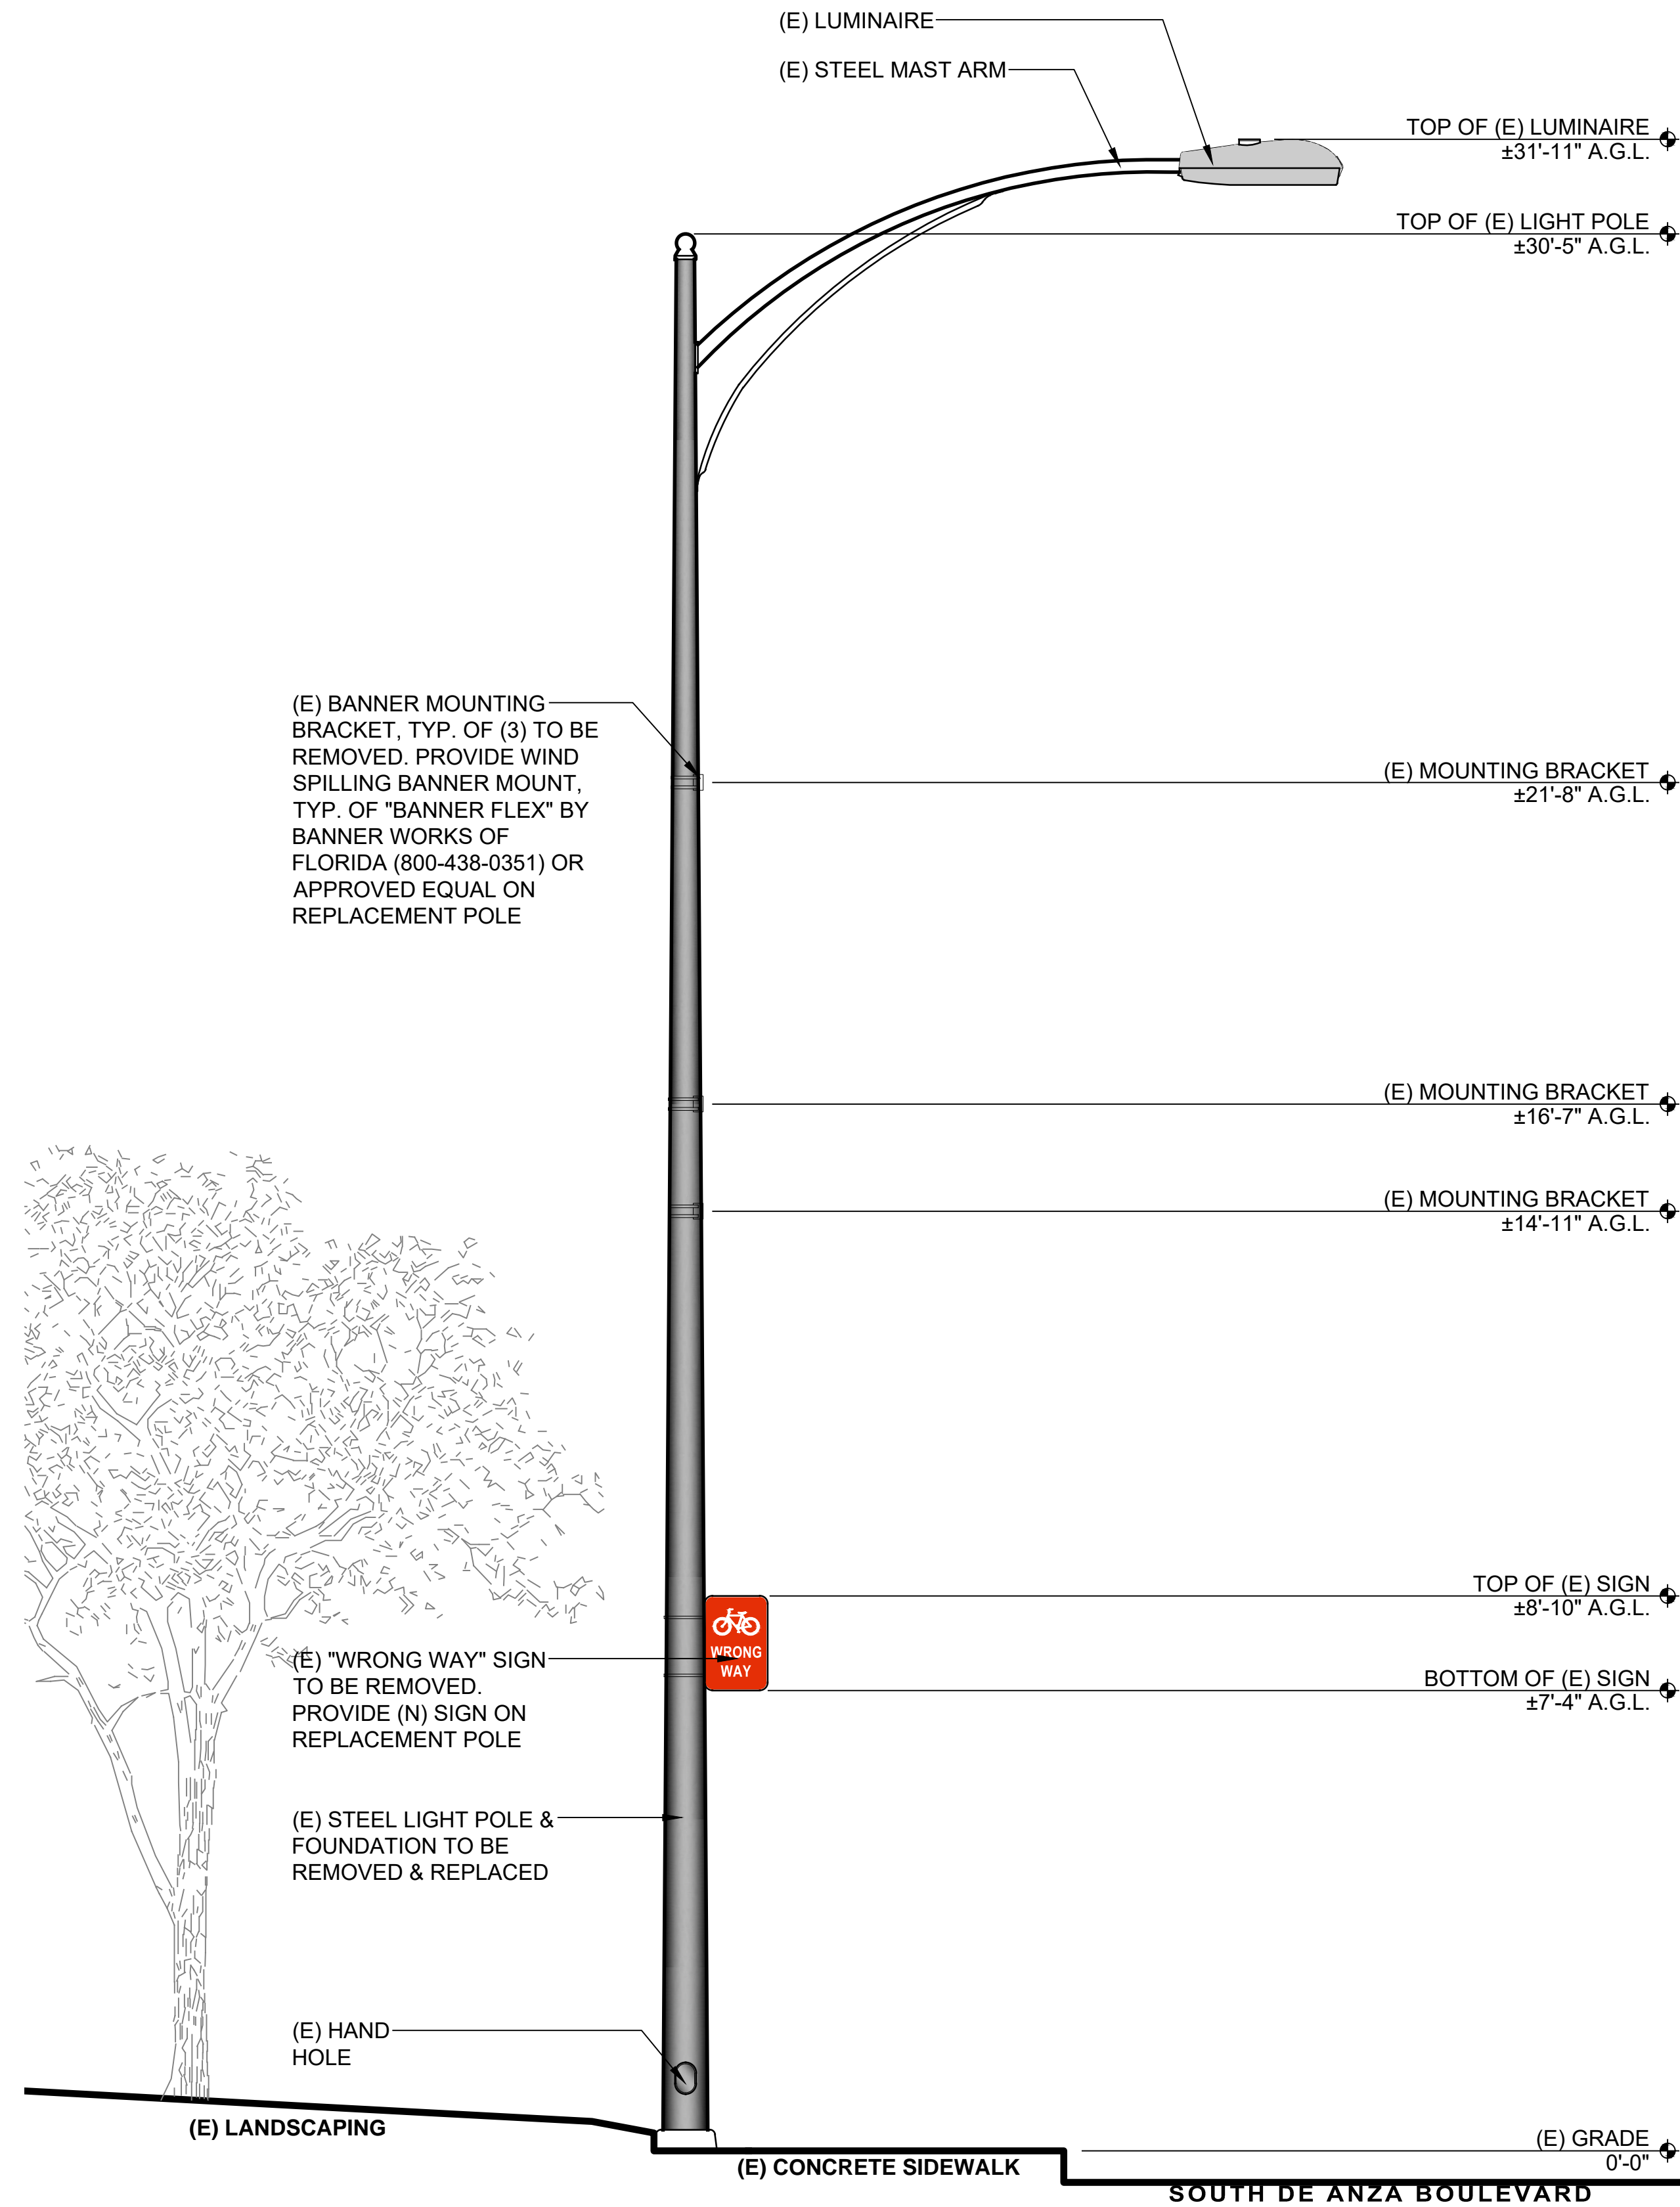 (E) LUMINAIRE
(E) STEEL MAST ARM
TOP OF (E) LUMINAIRE
±31'-11" A.G.L.
TOP OF (E) LIGHT POLE
±30'-5" A.G.L.
(E) BANNER MOUNTING
BRACKET, TYP. OF (3) TO BE
REMOVED. PROVIDE WIND
SPILLING BANNER MOUNT,
TYP. OF "BANNER FLEX" BY
BANNER WORKS OF
FLORIDA (800-438-0351) OR
APPROVED EQUAL ON
REPLACEMENT POLE
(E) MOUNTING BRACKET
±21'-8" A.G.L.
(E) MOUNTING BRACKET
±16'-7" A.G.L.
(E) MOUNTING BRACKET
±14'-11" A.G.L.
TOP OF (E) SIGN
±8'-10" A.G.L.
WRONG
WAY
(E) "WRONG WAY" SIGN
TO BE REMOVED.
PROVIDE (N) SIGN ON
REPLACEMENT POLE
BOTTOM OF (E) SIGN
±7'-4" A.G.L.
(E) STEEL LIGHT POLE &
FOUNDATION TO BE
REMOVED & REPLACED
(E) HAND
HOLE
(E) LANDSCAPING
(E) CONCRETE SIDEWALK
(E) GRADE
0'-0"
SOUTH DE ANZA BOULEVARD